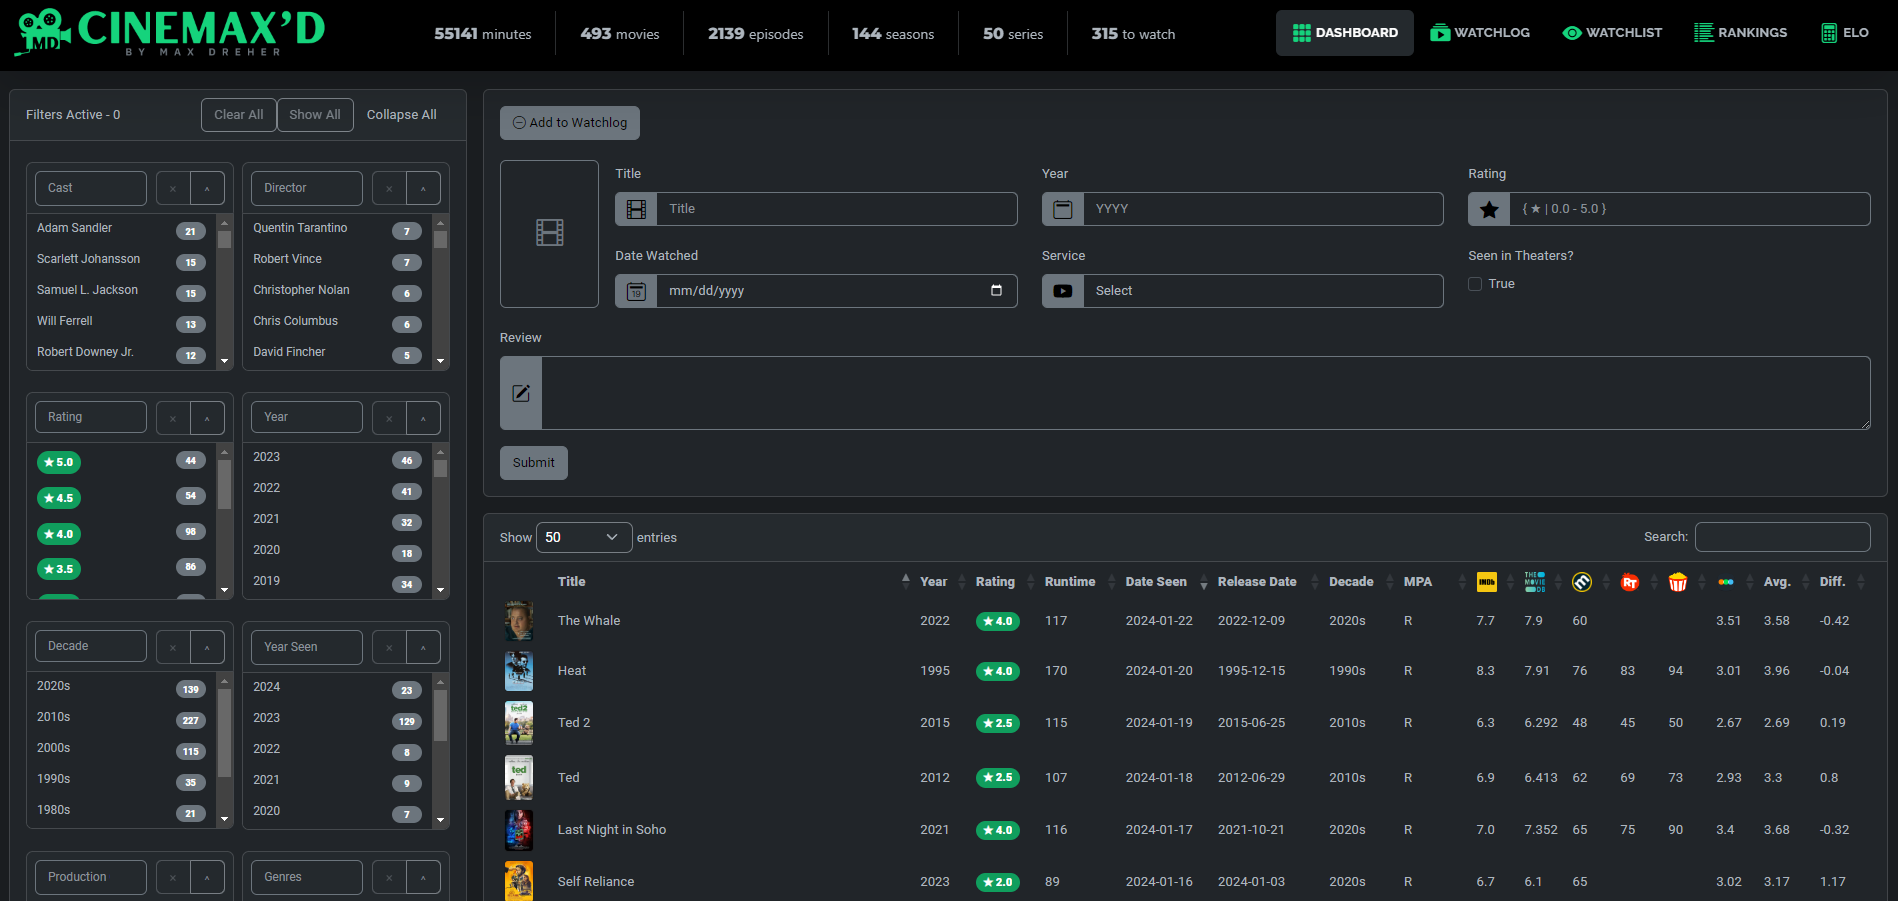 MD CINEMAX'D
BY MAX DREHER
55141 minutes 493 movies 2139 episodes 144 seasons 50 series 315 to watch
DASHBOARD WATCHLOG WATCHLIST RANKINGS ELO
Filters Active - 0 Clear All Show All Collapse All
Cast × ^ Director × ^
Adam Sandler 21 Quentin Tarantino 7
Scarlett Johansson 15 Robert Vince 7
Samuel L. Jackson 15 Christopher Nolan 6
Will Ferrell 13 Chris Columbus 6
Robert Downey Jr. 12 David Fincher 5
Rating × ^ Year × ^
★ 5.0 44 2023 46
★ 4.5 54 2022 41
★ 4.0 98 2021 32
★ 3.5 86 2020 18
2019 34
Decade × ^ Year Seen × ^
2020s 139 2024 23
2010s 227 2023 129
2000s 115 2022 8
1990s 35 2021 9
1980s 21 2020 7
Production × ^ Genres × ^
Add to Watchlog
Title Year Rating
Title YYYY { ★ | 0.0 - 5.0 }
Date Watched Service Seen in Theaters?
19 mm/dd/yyyy Select True
Review
Submit
Show 50 entries Search:
Title Year Rating Runtime Date Seen Release Date Decade MPA IMDb THE MOVIE DB RT Avg. Diff.
The Whale 2022 ★ 4.0 117 2024-01-22 2022-12-09 2020s R 7.7 7.9 60 3.51 3.58 -0.42
Heat 1995 ★ 4.0 170 2024-01-20 1995-12-15 1990s R 8.3 7.91 76 83 94 3.01 3.96 -0.04
Ted 2 2015 ★ 2.5 115 2024-01-19 2015-06-25 2010s R 6.3 6.292 48 45 50 2.67 2.69 0.19
Ted 2012 ★ 2.5 107 2024-01-18 2012-06-29 2010s R 6.9 6.413 62 69 73 2.93 3.3 0.8
Last Night in Soho 2021 ★ 4.0 116 2024-01-17 2021-10-21 2020s R 7.0 7.352 65 75 90 3.4 3.68 -0.32
Self Reliance 2023 ★ 2.0 89 2024-01-16 2024-01-03 2020s R 6.7 6.1 65 3.02 3.17 1.17